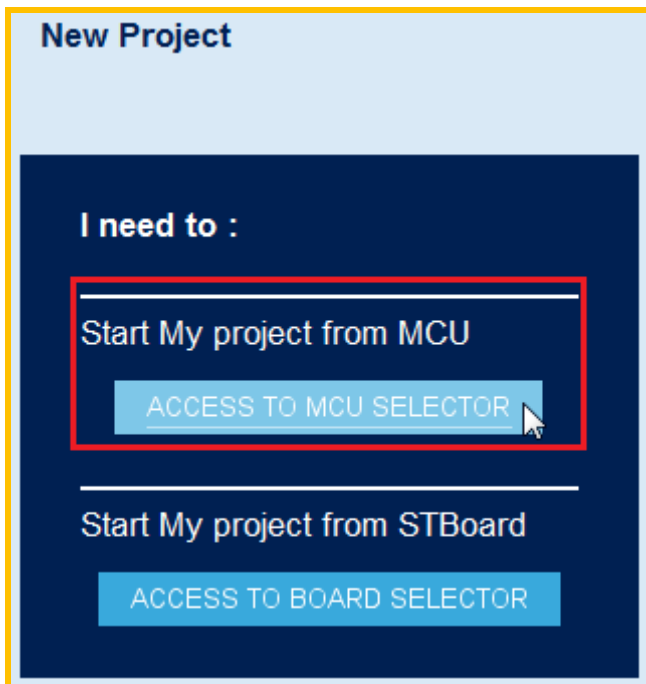 New Project
I need to :
Start My project from MCU
ACCESS TO MCU SELECTOR
Start My project from STBoard
ACCESS TO BOARD SELECTOR